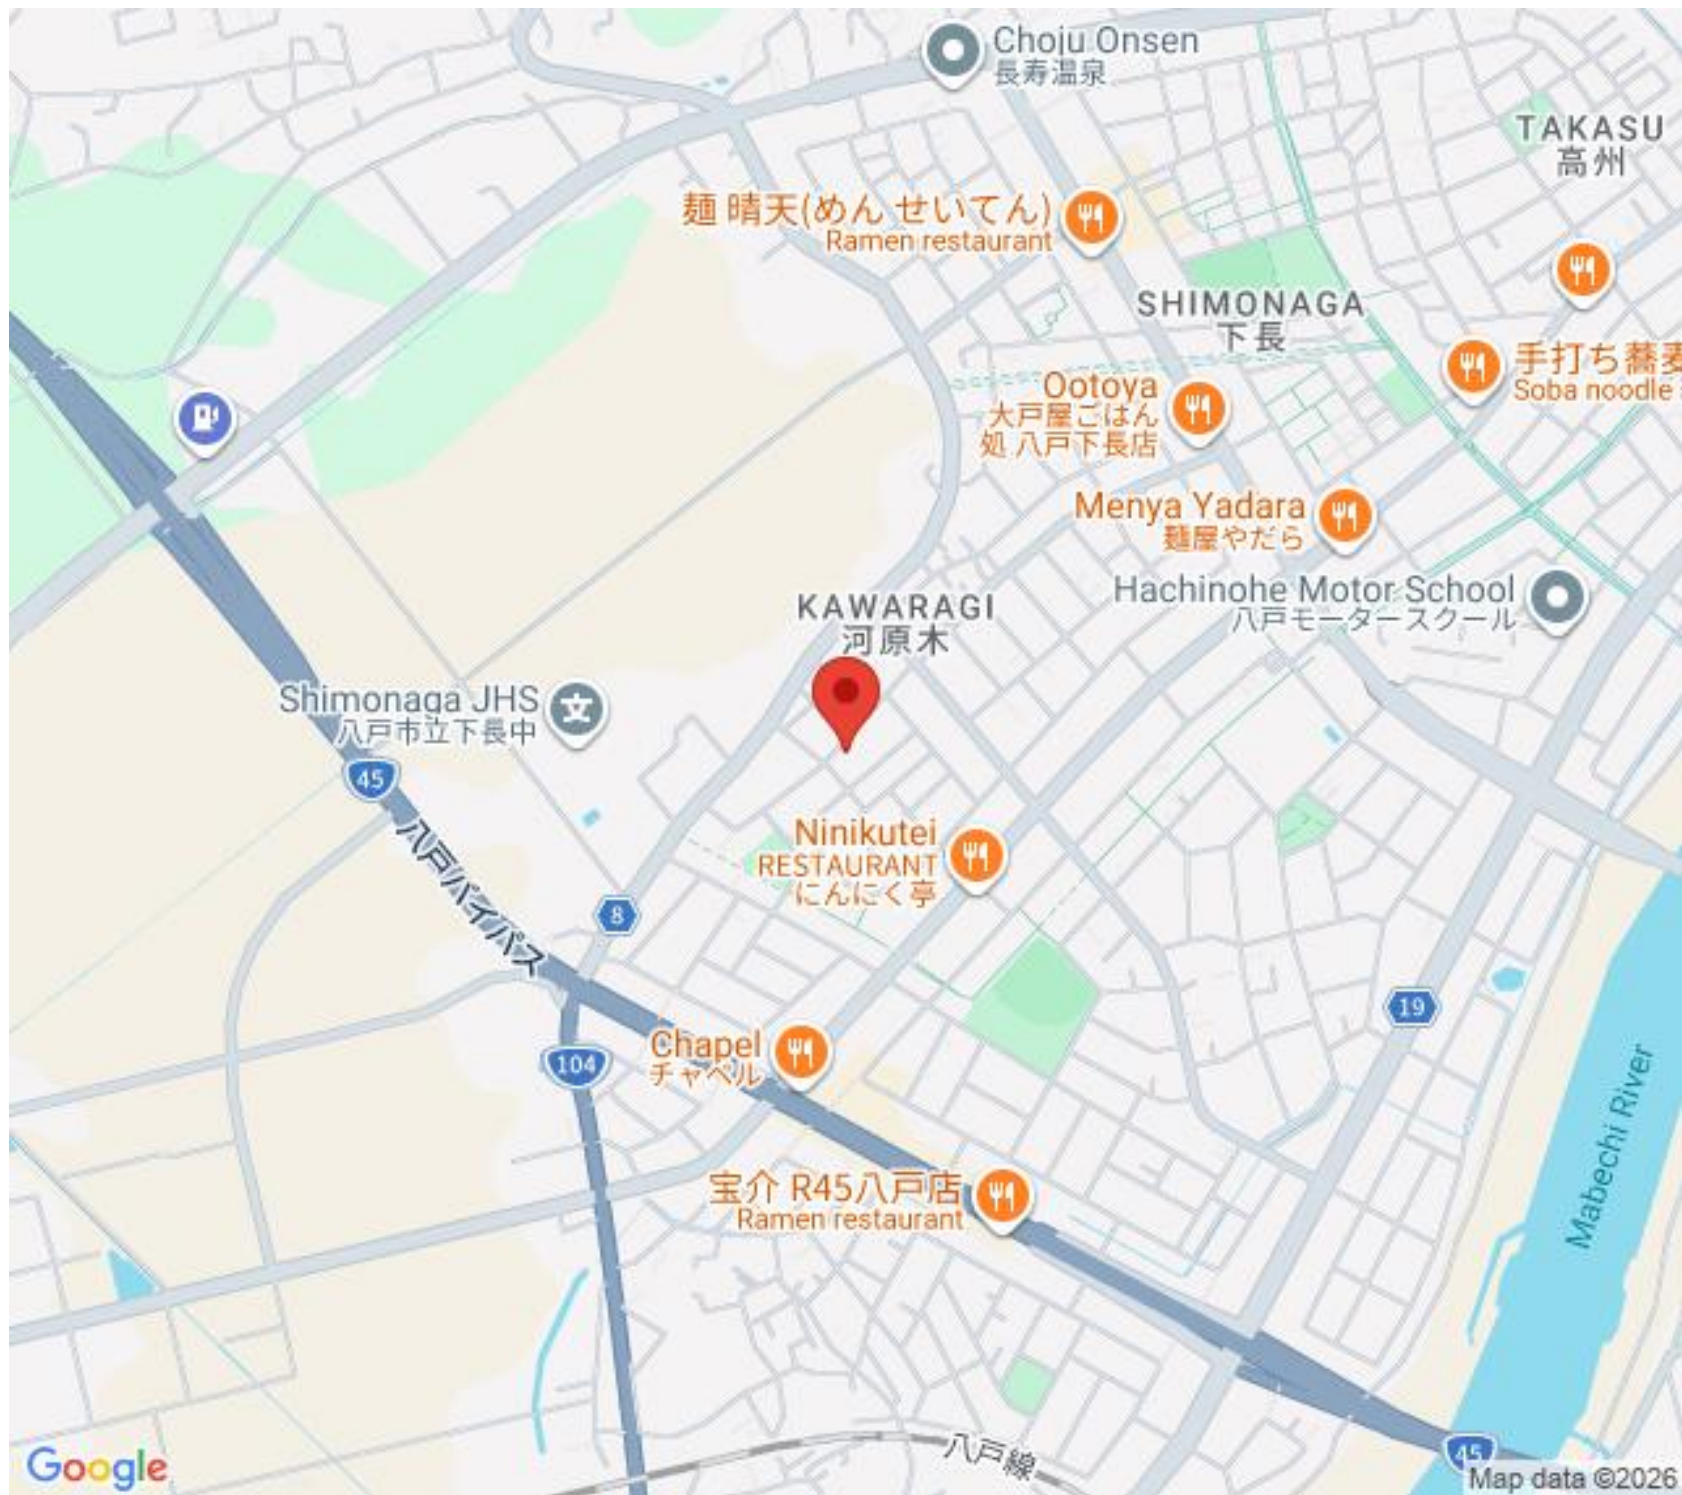 Choju Onsen
長寿温泉
TAKASU
高州
麺 晴天(めん せいてん)
Ramen restaurant
SHIMONAGA
下長
手打ち蕎麦
Soba noodle
Ootoya
大戸屋ごはん
処 八戸下長店
Menya Yadara
麺屋やだら
Hachinohe Motor School
八戸モータースクール
KAWARAGI
河原木
Shimonaga JHS
八戸市立下長中
45
八戸バイパス
Ninikutei
RESTAURANT
にんにく亭
8
19
Chapel
チャペル
104
Mabechi River
宝介 R45八戸店
Ramen restaurant
八戸線
45
Google
Map data ©2026